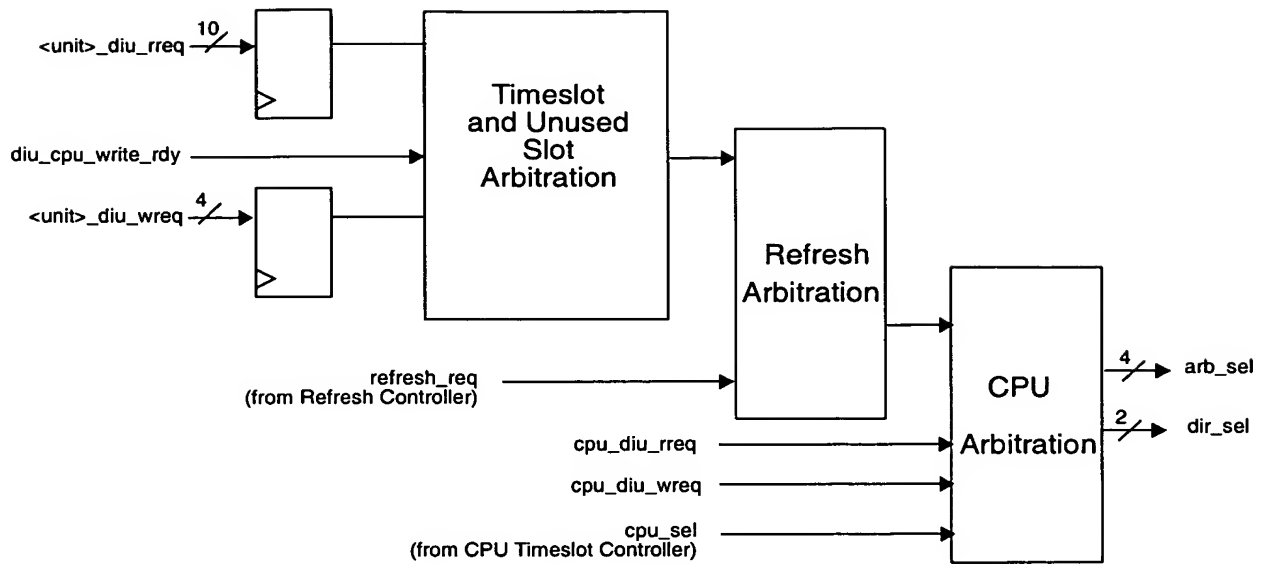 <unit>_diu_rreq
10
diu_cpu_write_rdy
<unit>_diu_wreq
4
Timeslot
and Unused
Slot
Arbitration
Refresh
Arbitration
refresh_req
(from Refresh Controller)
cpu_diu_rreq
cpu_diu_wreq
cpu_sel
(from CPU Timeslot Controller)
CPU
Arbitration
4
arb_sel
2
dir_sel